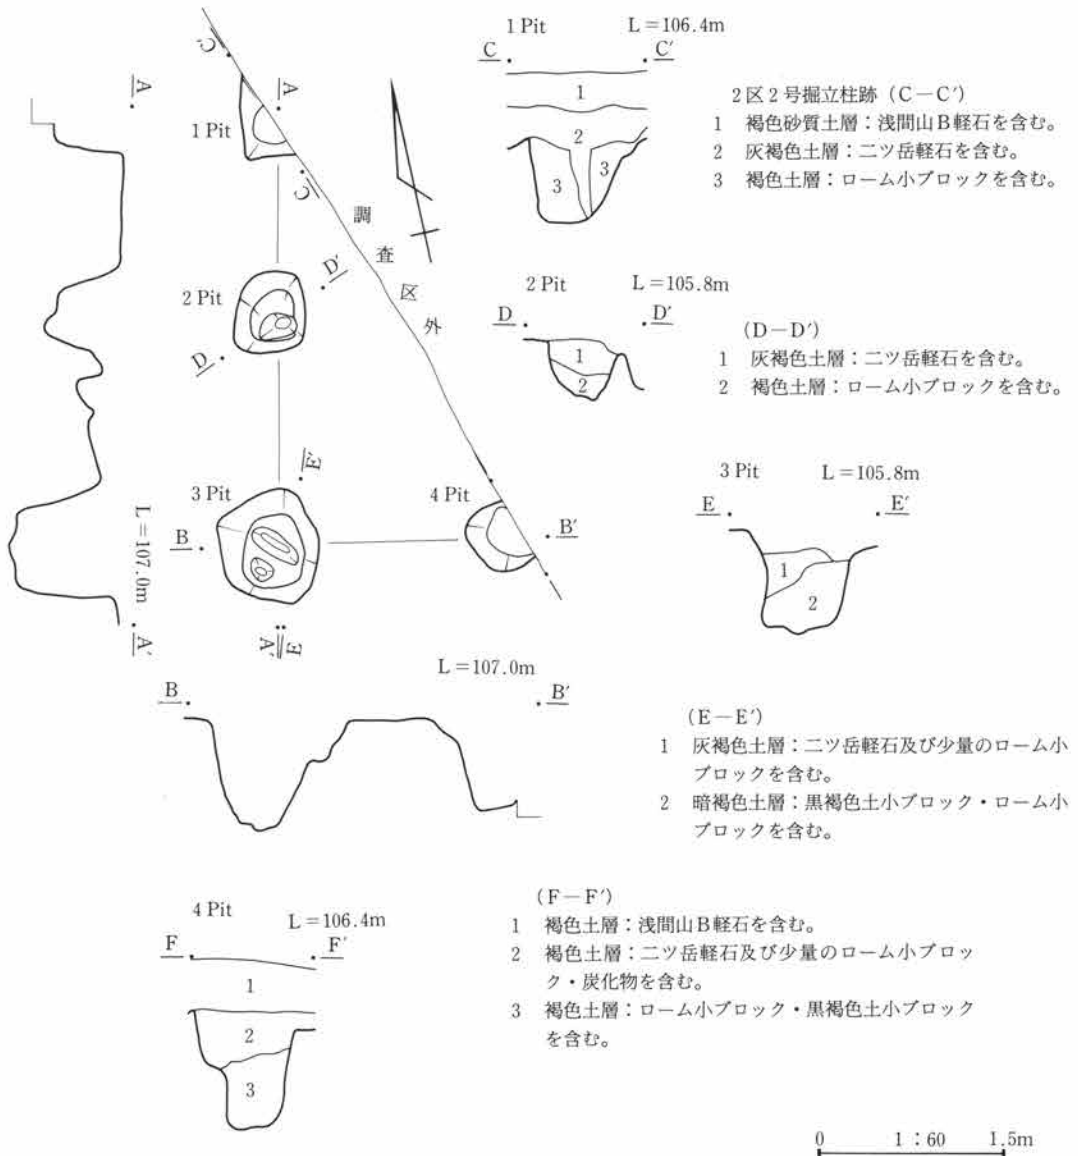 1 Pit L＝106.4m
C C′
1
2
3 3
2区2号掘立柱跡（C－C′）
1 褐色砂質土層：浅間山B軽石を含む。
2 灰褐色土層：二ツ岳軽石を含む。
3 褐色土層：ローム小ブロックを含む。
A
C′
A
1 Pit
C
調査区外
2 Pit
D′
D
2 Pit L＝105.8m
D D′
1
2
（D－D′）
1 灰褐色土層：二ツ岳軽石を含む。
2 褐色土層：ローム小ブロックを含む。
E′
3 Pit
4 Pit
B B′
L＝107.0m
A′
A′
E
3 Pit L＝105.8m
E E′
1
2
L＝107.0m
B B′
（E－E′）
1 灰褐色土層：二ツ岳軽石及び少量のローム小
ブロックを含む。
2 暗褐色土層：黒褐色土小ブロック・ローム小
ブロックを含む。
4 Pit L＝106.4m
F F′
1
2
3
（F－F′）
1 褐色土層：浅間山B軽石を含む。
2 褐色土層：二ツ岳軽石及び少量のローム小ブロッ
ク・炭化物を含む。
3 褐色土層：ローム小ブロック・黒褐色土小ブロック
を含む。
0 1：60 1.5m